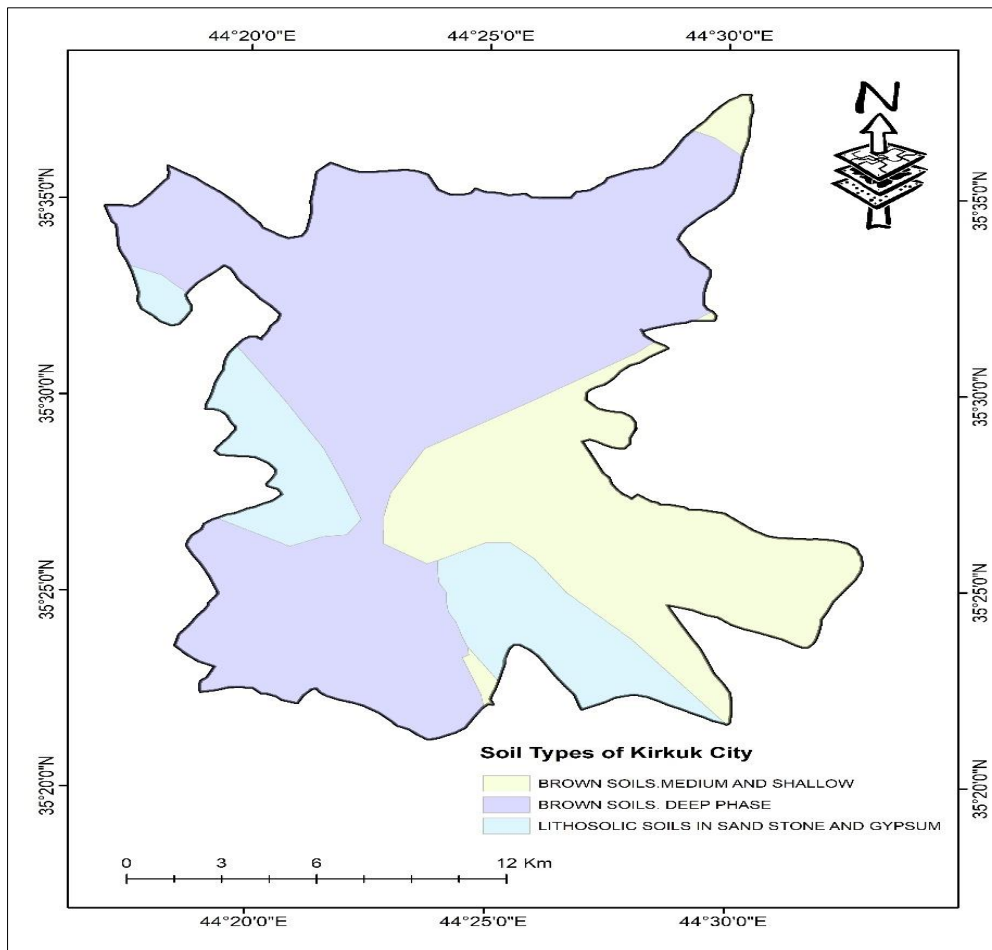 44°20'0"E 44°25'0"E 44°30'0"E
N
35°35'0"N 35°35'0"N
35°30'0"N 35°30'0"N
35°25'0"N 35°25'0"N
35°20'0"N 35°20'0"N
Soil Types of Kirkuk City
BROWN SOILS.MEDIUM AND SHALLOW
BROWN SOILS. DEEP PHASE
LITHOSOLIC SOILS IN SAND STONE AND GYPSUM
0 3 6 12 Km
44°20'0"E 44°25'0"E 44°30'0"E